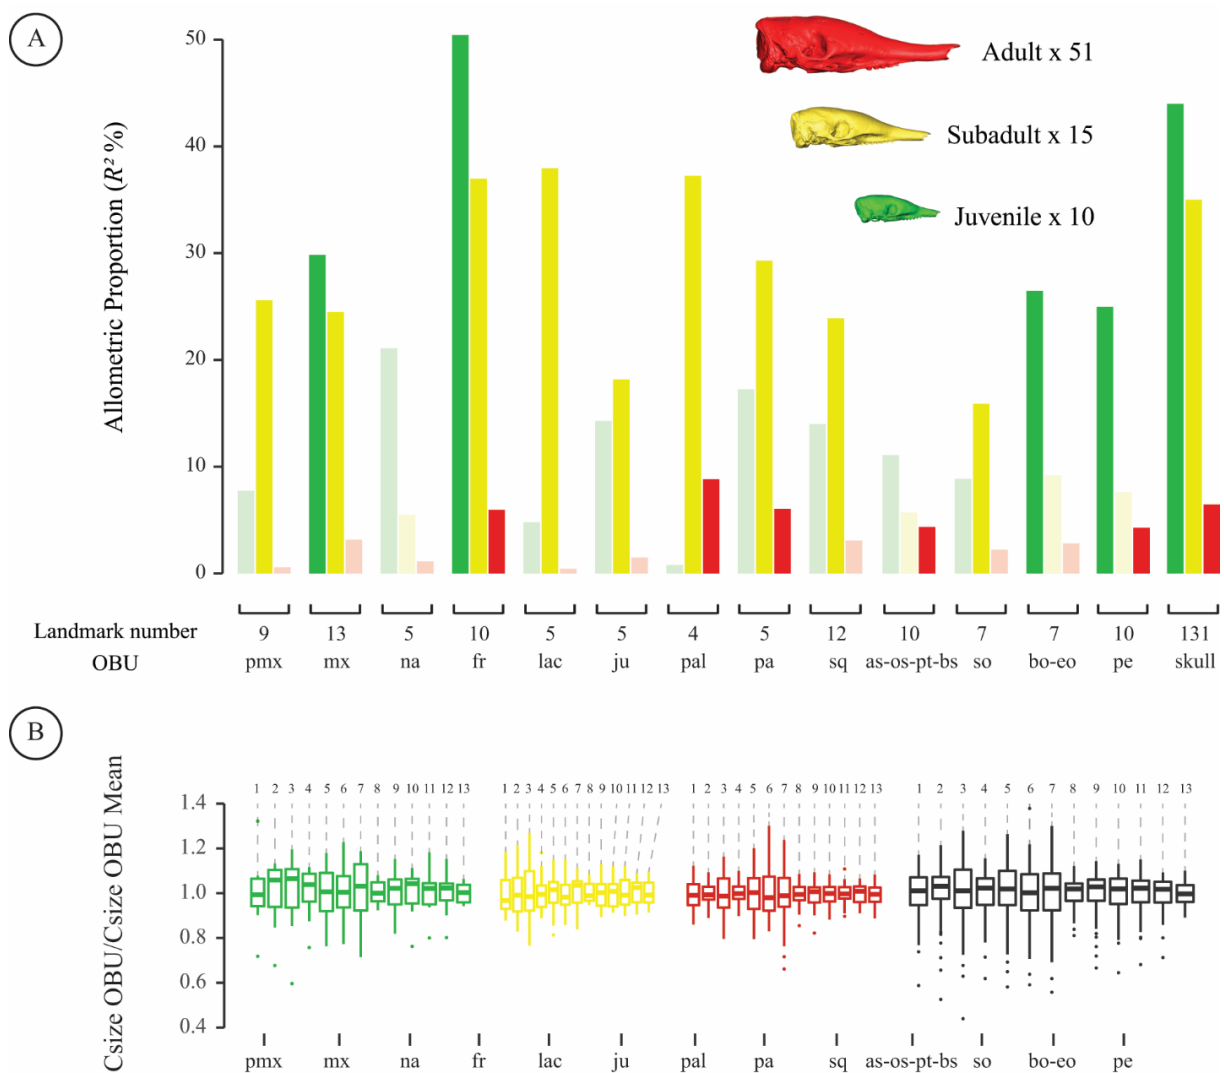 A
50
40
30
20
10
0
Allometric Proportion (R² %)
Adult x 51
Subadult x 15
Juvenile x 10
Landmark number 9 13 5 10 5 5 4 5 12 10 7 7 10 131
OBU pmx mx na fr lac ju pal pa sq as-os-pt-bs so bo-eo pe skull
B
Csize OBU/Csize OBU Mean
1 2 3 4 5 6 7 8 9 10 11 12 13 1 2 3 4 5 6 7 8 9 10 11 12 13 1 2 3 4 5 6 7 8 9 10 11 12 13 1 2 3 4 5 6 7 8 9 10 11 12 13
1.4
1.2
1.0
0.8
0.6
0.4
pmx mx na fr lac ju pal pa sq as-os-pt-bs so bo-eo pe